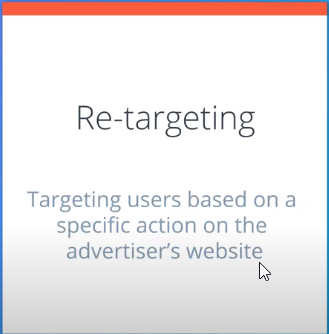 Re-targeting
Targeting users based on a
specific action on the
advertiser's website